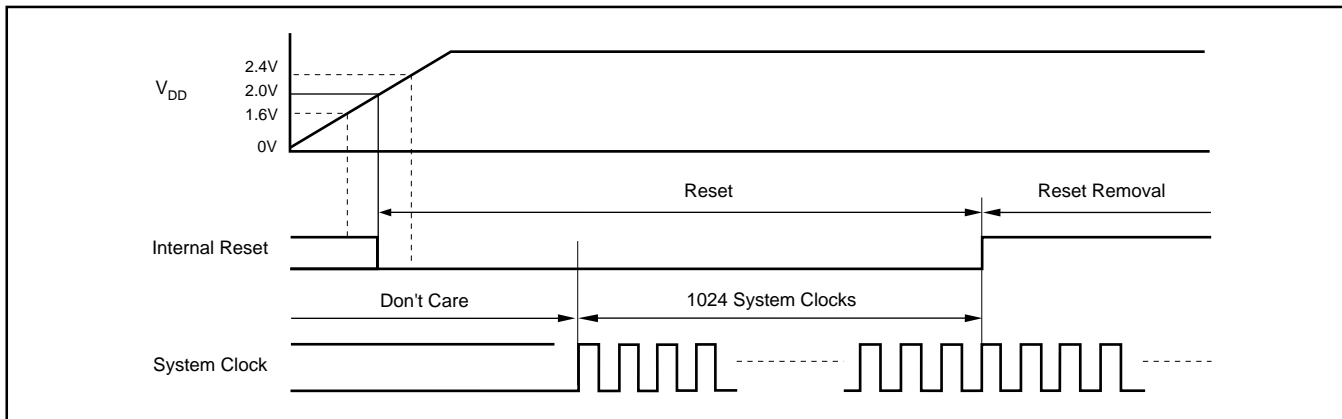 2.4V
V_DD
2.0V
1.6V
0V
Reset
Reset Removal
Internal Reset
Don't Care
1024 System Clocks
System Clock